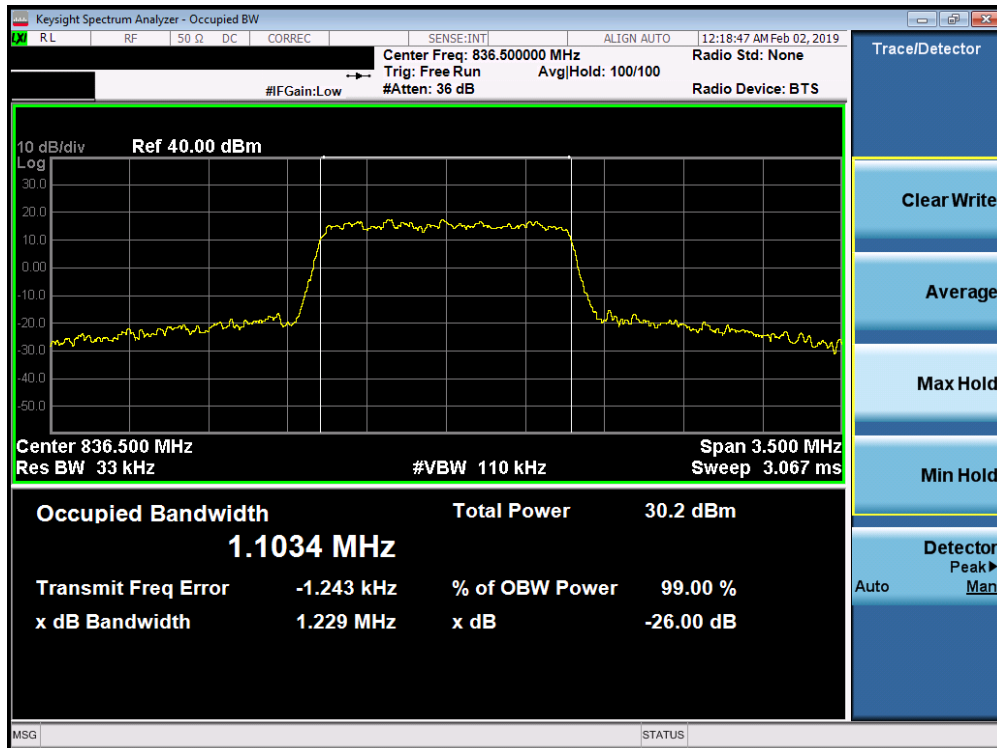 Keysight Spectrum Analyzer - Occupied BW
LXI RL RF 50 Ω DC CORREC SENSE:INT ALIGN AUTO 12:18:47 AM Feb 02, 2019
Center Freq: 836.500000 MHz Radio Std: None
Trig: Free Run Avg|Hold: 100/100
#IFGain:Low #Atten: 36 dB Radio Device: BTS
10 dB/div Ref 40.00 dBm
Log
30.0
20.0
10.0
0.00
-10.0
-20.0
-30.0
-40.0
-50.0
Center 836.500 MHz Span 3.500 MHz
Res BW 33 kHz #VBW 110 kHz Sweep 3.067 ms
Occupied Bandwidth Total Power 30.2 dBm
1.1034 MHz
Transmit Freq Error -1.243 kHz % of OBW Power 99.00 %
x dB Bandwidth 1.229 MHz x dB -26.00 dB
MSG STATUS
Trace/Detector
Clear Write
Average
Max Hold
Min Hold
Detector
Peak▶
Auto Man